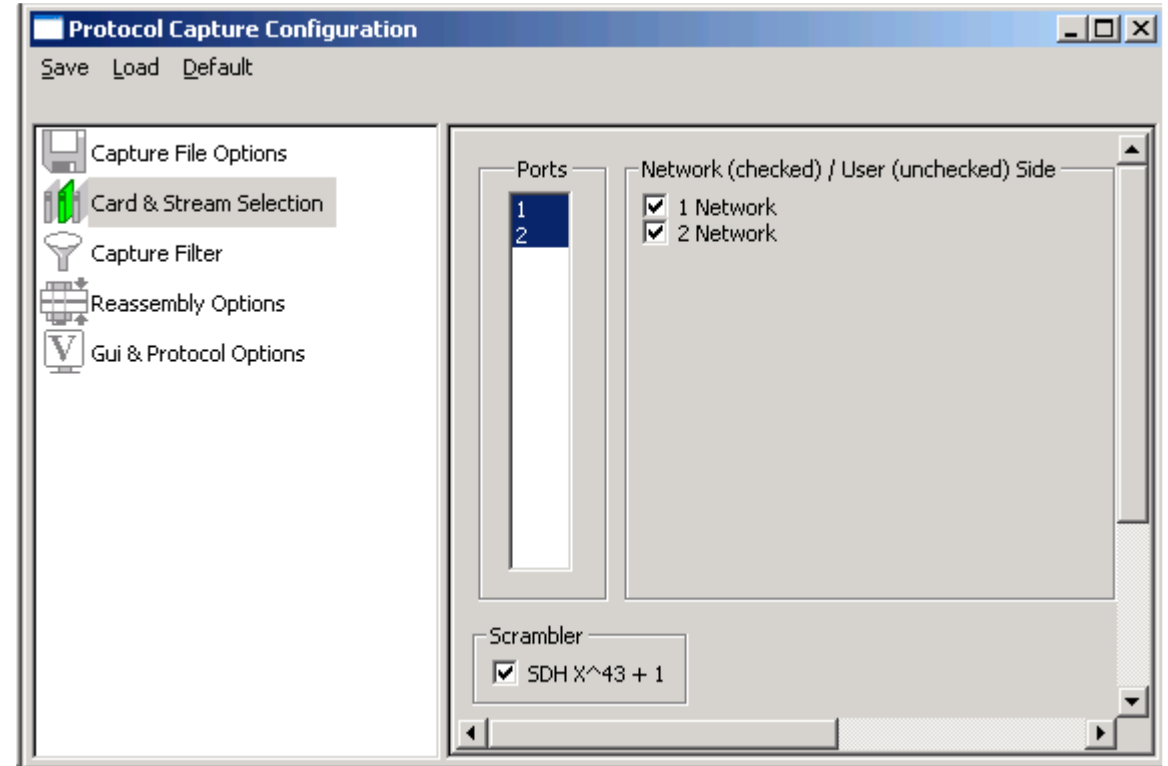 Protocol Capture Configuration
Save Load Default
Capture File Options
Card & Stream Selection
Capture Filter
Reassembly Options
V Gui & Protocol Options
Ports
1
2
Network (checked) / User (unchecked) Side
1 Network
2 Network
Scrambler
SDH X^43 + 1